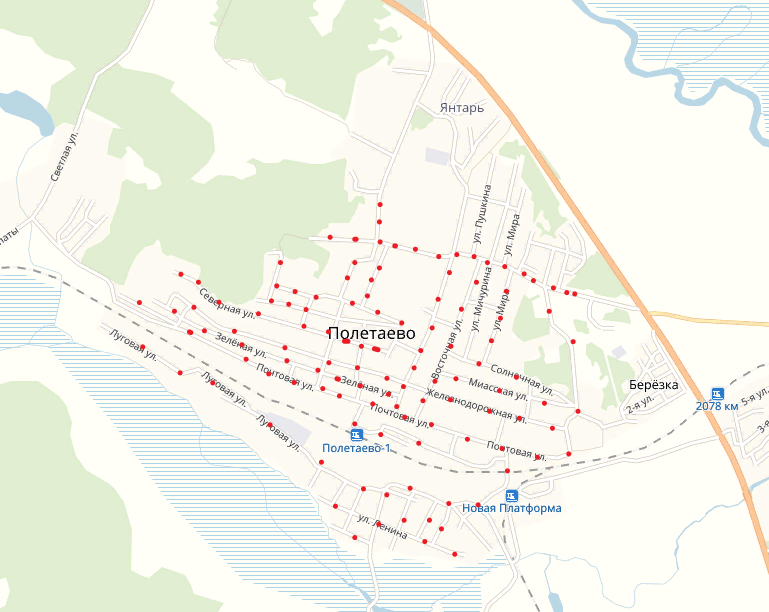 Янтарь
Светлая ул.
ул. Пушкина
ул. Мира
латы
ул. Мичурина
ул. Мира
Северная ул.
Полетаево
Восточная ул.
Луговая ул.
Зелёная ул.
Почтовая ул.
Солнечная ул.
Берёзка
Зелёная ул.
Миасская ул.
Луговая ул.
Железнодорожная ул.
2-я ул.
2078 км
5-я ул.
3-я
Почтовая ул.
Луговая ул.
Полетаево-1
Почтовая ул.
Новая Платформа
ул. Ленина